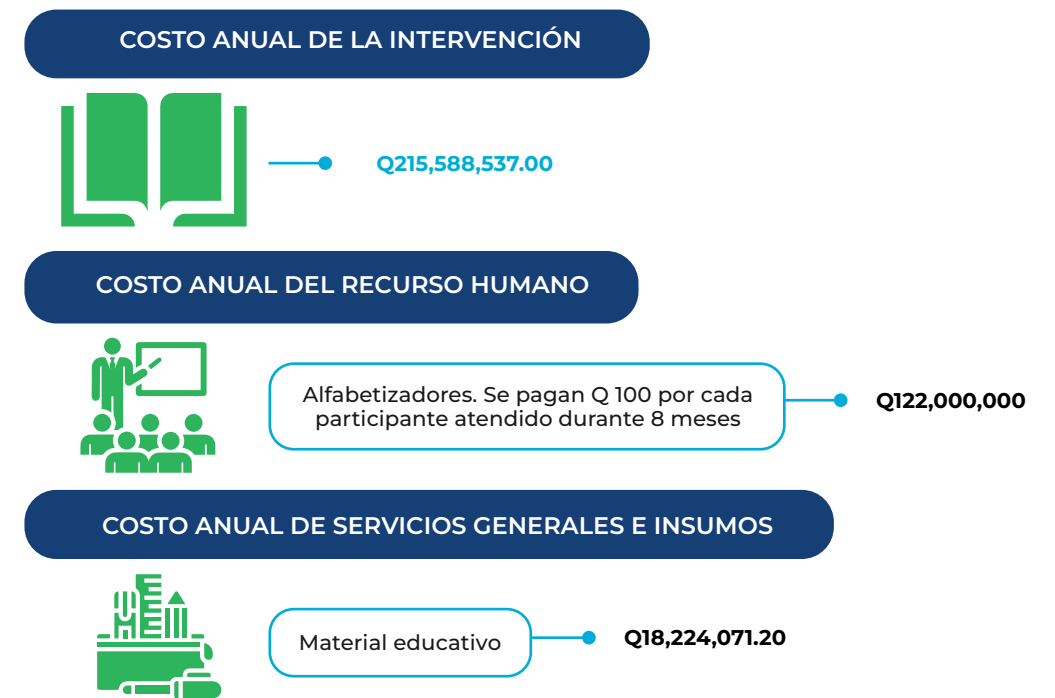 COSTO ANUAL DE LA INTERVENCIÓN
Q215,588,537.00
COSTO ANUAL DEL RECURSO HUMANO
Alfabetizadores. Se pagan Q 100 por cada
participante atendido durante 8 meses
Q122,000,000
COSTO ANUAL DE SERVICIOS GENERALES E INSUMOS
Material educativo
Q18,224,071.20